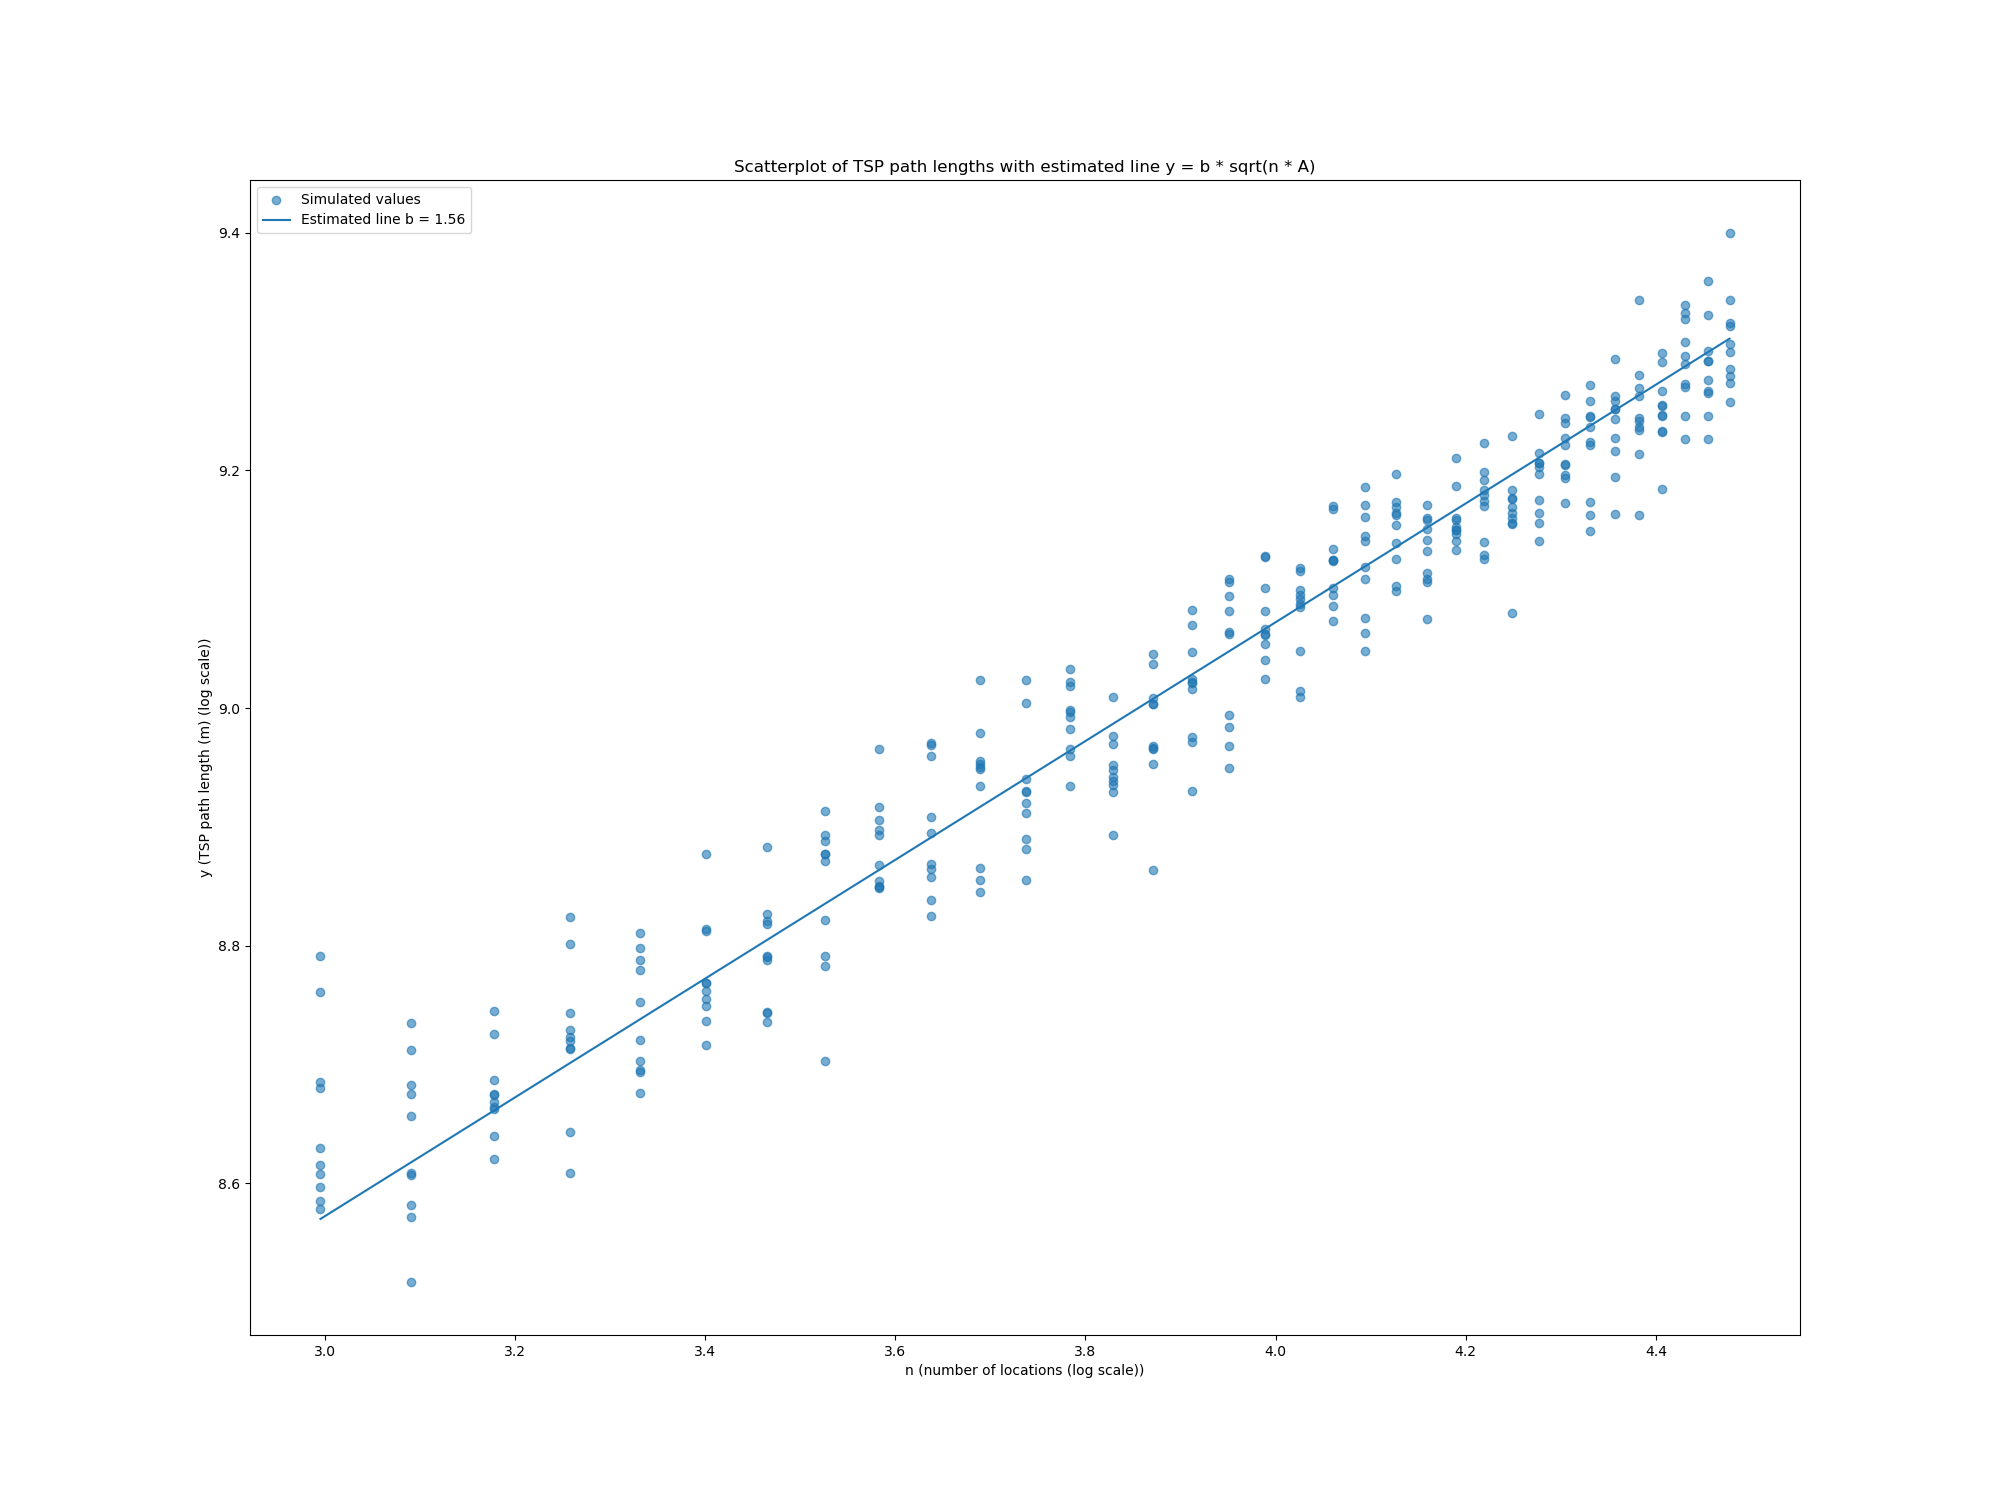 Scatterplot of TSP path lengths with estimated line y = b * sqrt(n * A)
Simulated values
Estimated line b = 1.56
9.4
9.2
9.0
8.8
8.6
y (TSP path length (m) (log scale))
3.0 3.2 3.4 3.6 3.8 4.0 4.2 4.4
n (number of locations (log scale))